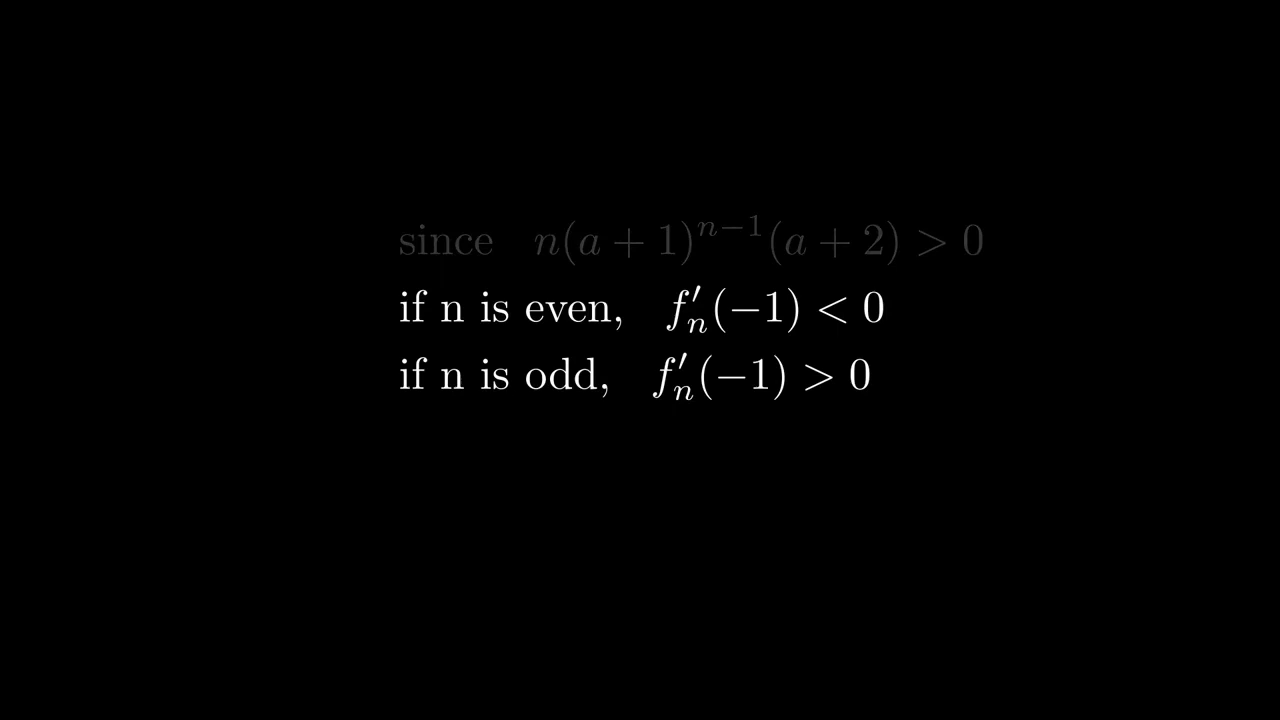 since n(a + 1)^{n−1}(a + 2) > 0
if n is even, f′_n(−1) < 0
if n is odd, f′_n(−1) > 0